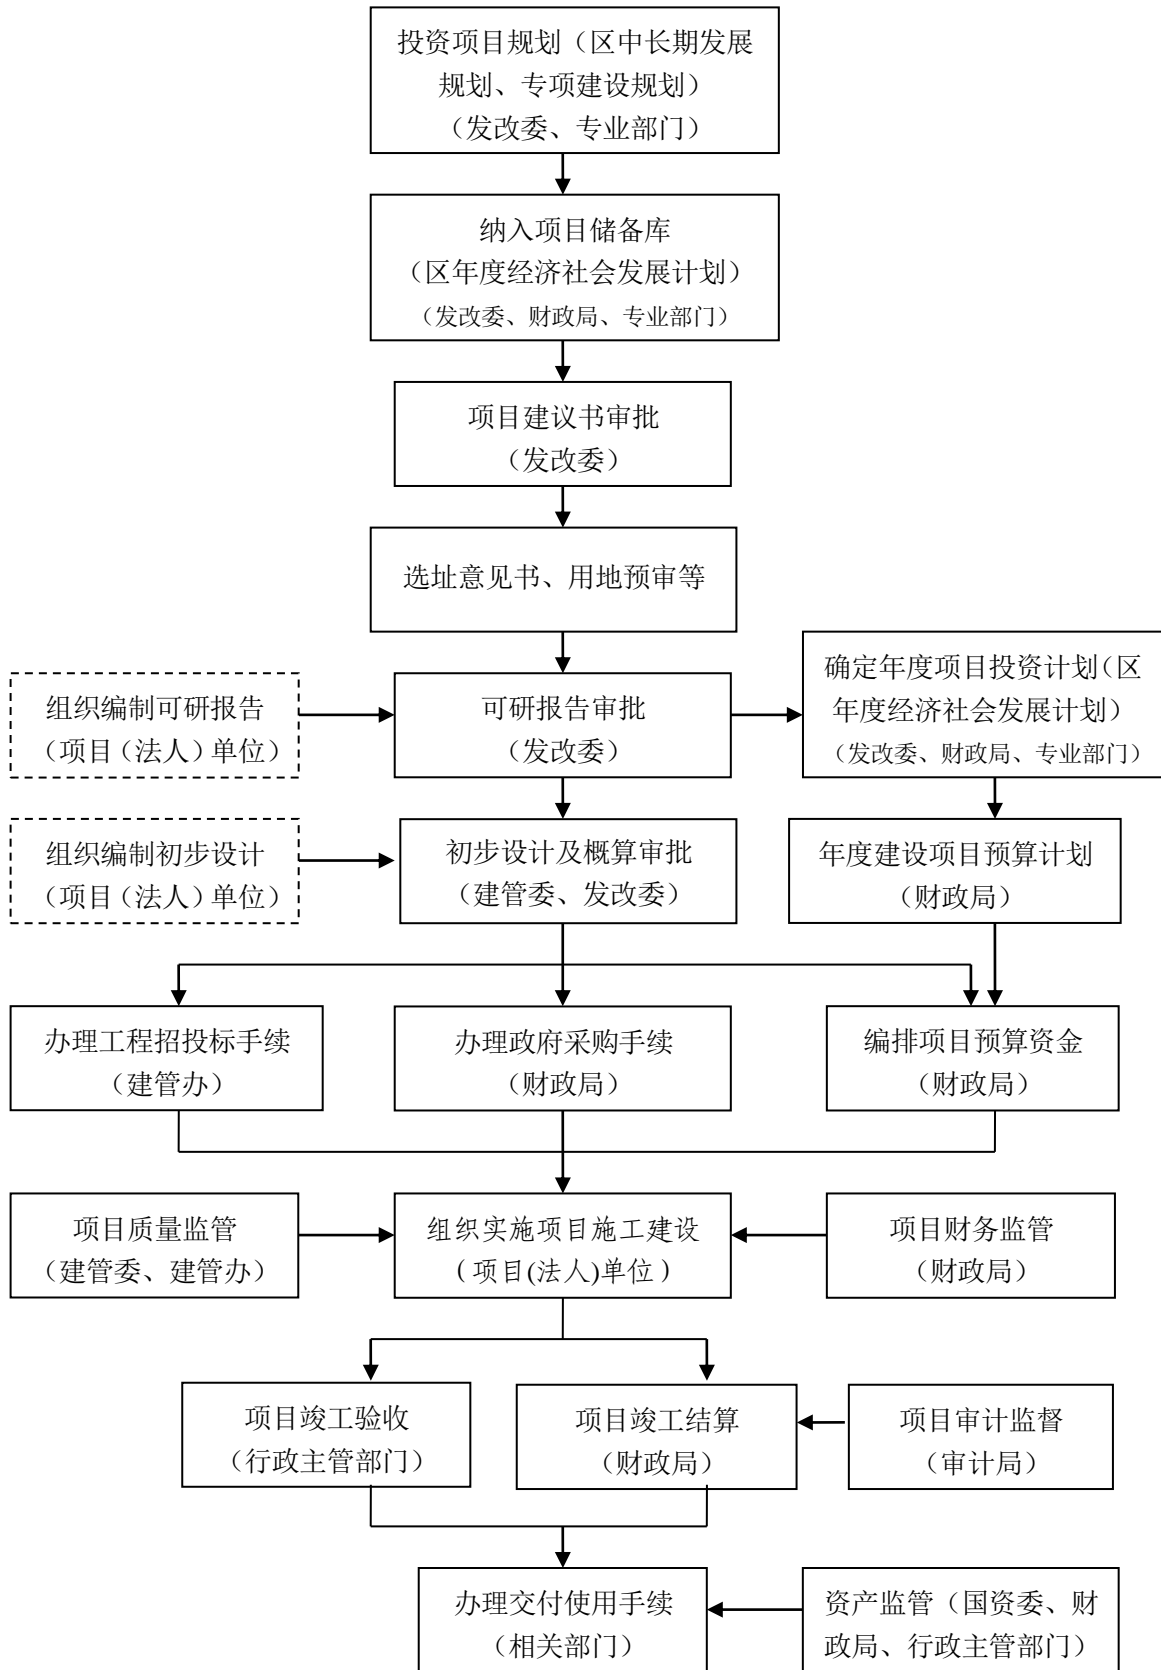 投资项目规划（区中长期发展
规划、专项建设规划）
（发改委、专业部门）
纳入项目储备库
（区年度经济社会发展计划）
（发改委、财政局、专业部门）
项目建议书审批
（发改委）
选址意见书、用地预审等
组织编制可研报告
（项目（法人）单位）
可研报告审批
（发改委）
确定年度项目投资计划（区
年度经济社会发展计划）
（发改委、财政局、专业部门）
组织编制初步设计
（项目（法人）单位）
初步设计及概算审批
（建管委、发改委）
年度建设项目预算计划
（财政局）
办理工程招投标手续
（建管办）
办理政府采购手续
（财政局）
编排项目预算资金
（财政局）
项目质量监管
（建管委、建管办）
组织实施项目施工建设
（项目(法人)单位）
项目财务监管
（财政局）
项目竣工验收
（行政主管部门）
项目竣工结算
（财政局）
项目审计监督
（审计局）
办理交付使用手续
（相关部门）
资产监管（国资委、财
政局、行政主管部门）